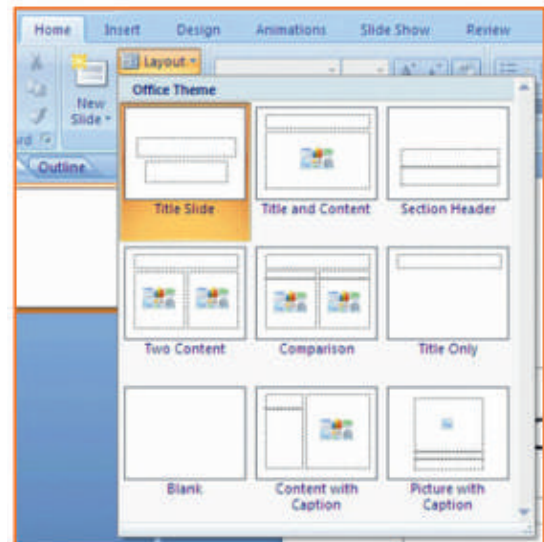 Home Insert Design Animations Slide Show Review
Layout
New
Slide
rd
Outline
Office Theme
Title Slide Title and Content Section Header
Two Content Comparison Title Only
Blank Content with
Caption Picture with
Caption